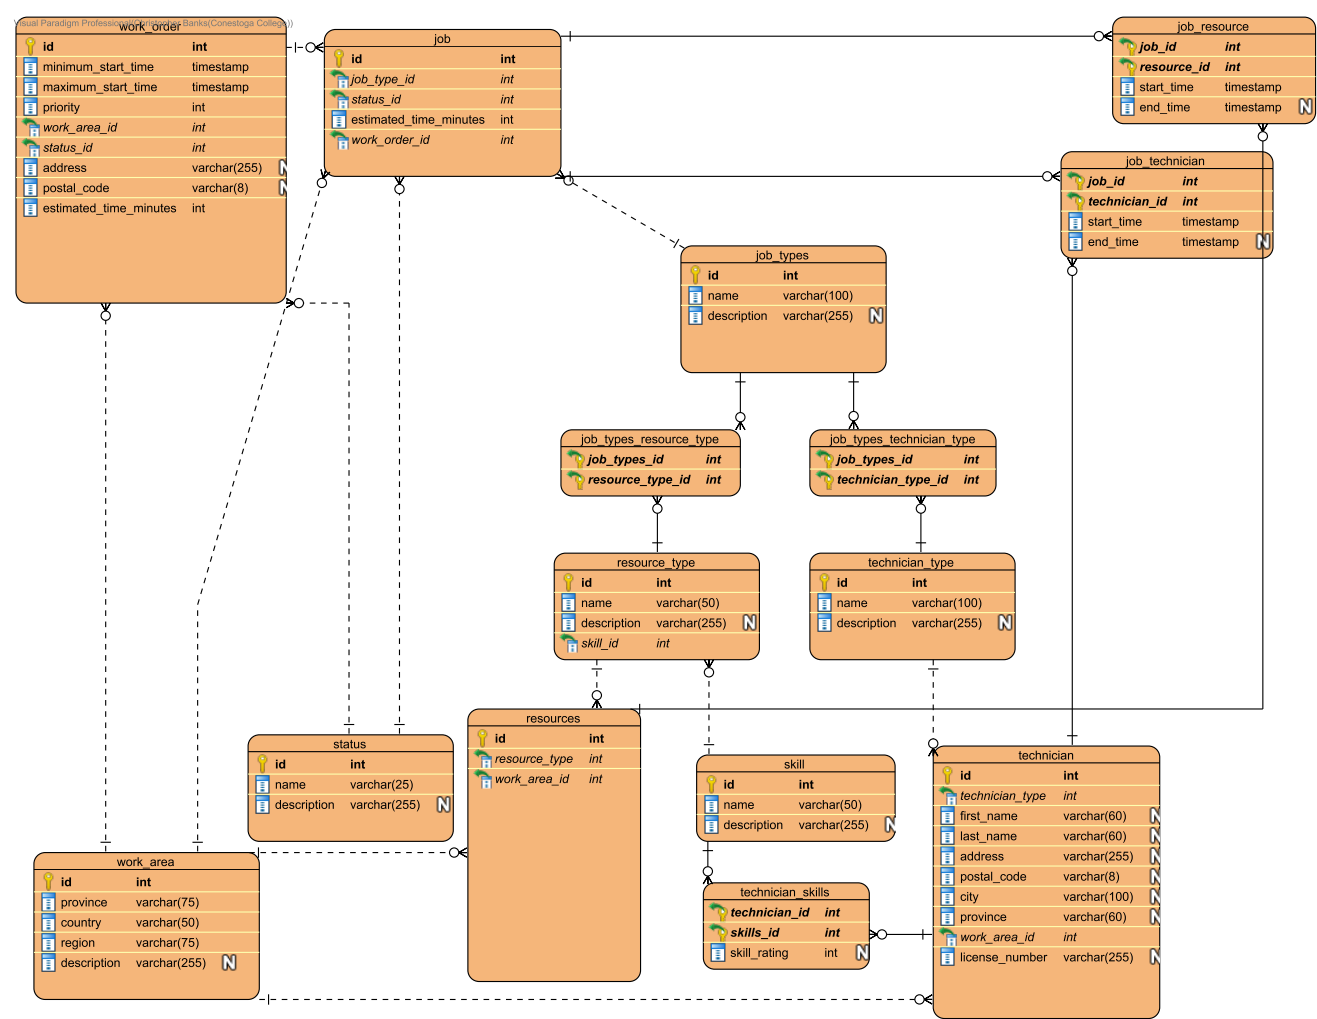 Visual Paradigm Professional(Christopher Banks(Conestoga College))
work_order
id int
minimum_start_time timestamp
maximum_start_time timestamp
priority int
work_area_id int
status_id int
address varchar(255) N
postal_code varchar(8) N
estimated_time_minutes int
job
id int
job_type_id int
status_id int
estimated_time_minutes int
work_order_id int
job_resource
job_id int
resource_id int
start_time timestamp
end_time timestamp N
job_technician
job_id int
technician_id int
start_time timestamp
end_time timestamp N
job_types
id int
name varchar(100)
description varchar(255) N
job_types_resource_type
job_types_id int
resource_type_id int
job_types_technician_type
job_types_id int
technician_type_id int
resource_type
id int
name varchar(50)
description varchar(255) N
skill_id int
technician_type
id int
name varchar(100)
description varchar(255) N
status
id int
name varchar(25)
description varchar(255) N
resources
id int
resource_type int
work_area_id int
skill
id int
name varchar(50)
description varchar(255) N
technician
id int
technician_type int
first_name varchar(60) N
last_name varchar(60) N
address varchar(255) N
postal_code varchar(8) N
city varchar(100) N
province varchar(60) N
work_area_id int
license_number varchar(255) N
work_area
id int
province varchar(75)
country varchar(50)
region varchar(75)
description varchar(255) N
technician_skills
technician_id int
skills_id int
skill_rating int N